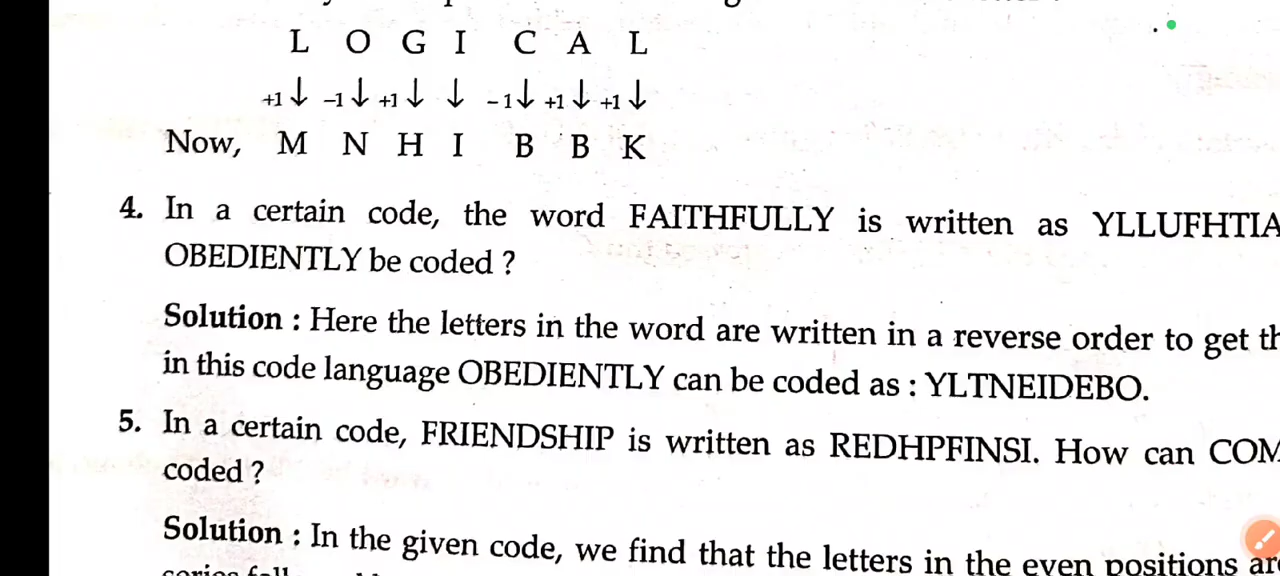 L O G I C A L
+1↓ –1↓ +1↓ ↓ -1↓ +1↓ +1↓
Now, M N H I B B K
4. In a certain code, the word FAITHFULLY is written as YLLUFHTIA
OBEDIENTLY be coded ?
Solution : Here the letters in the word are written in a reverse order to get th
in this code language OBEDIENTLY can be coded as : YLTNEIDEBO.
5. In a certain code, FRIENDSHIP is written as REDHPFINSI. How can COM
coded ?
Solution : In the given code, we find that the letters in the even positions are